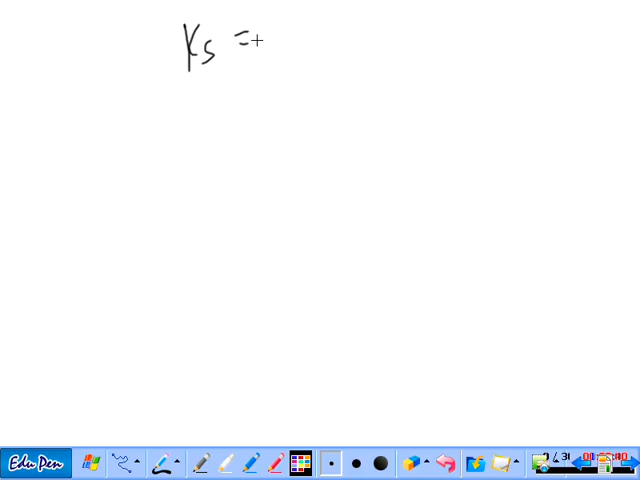 Ks =
Edu Pen